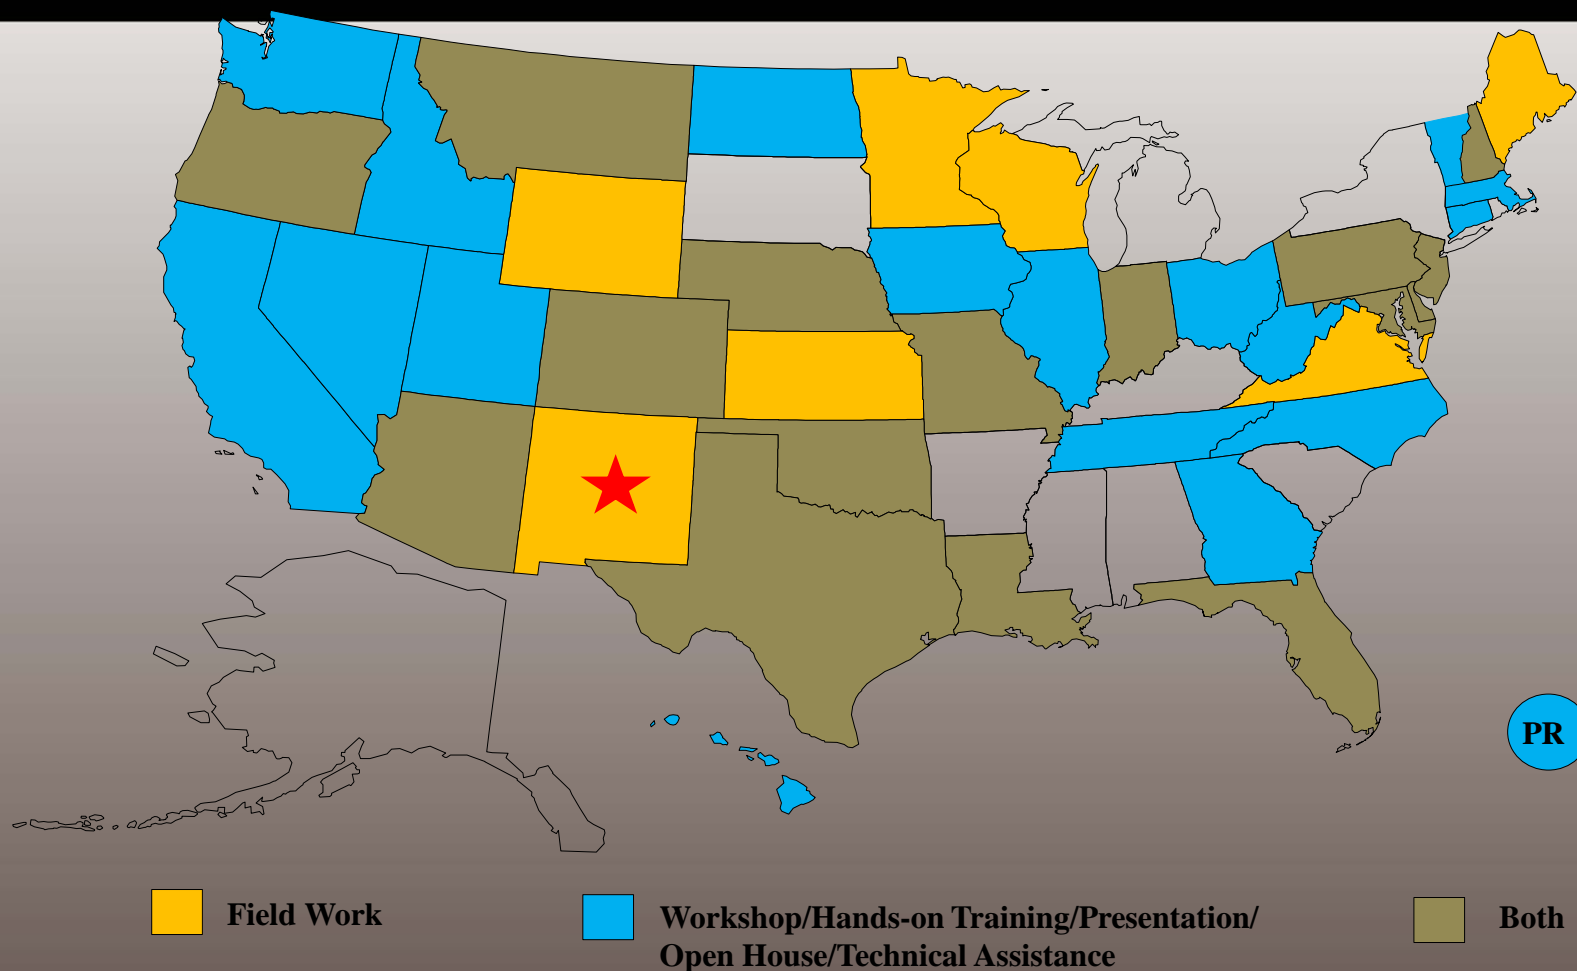 PR
Field Work
Workshop/Hands-on Training/Presentation/
Open House/Technical Assistance
Both